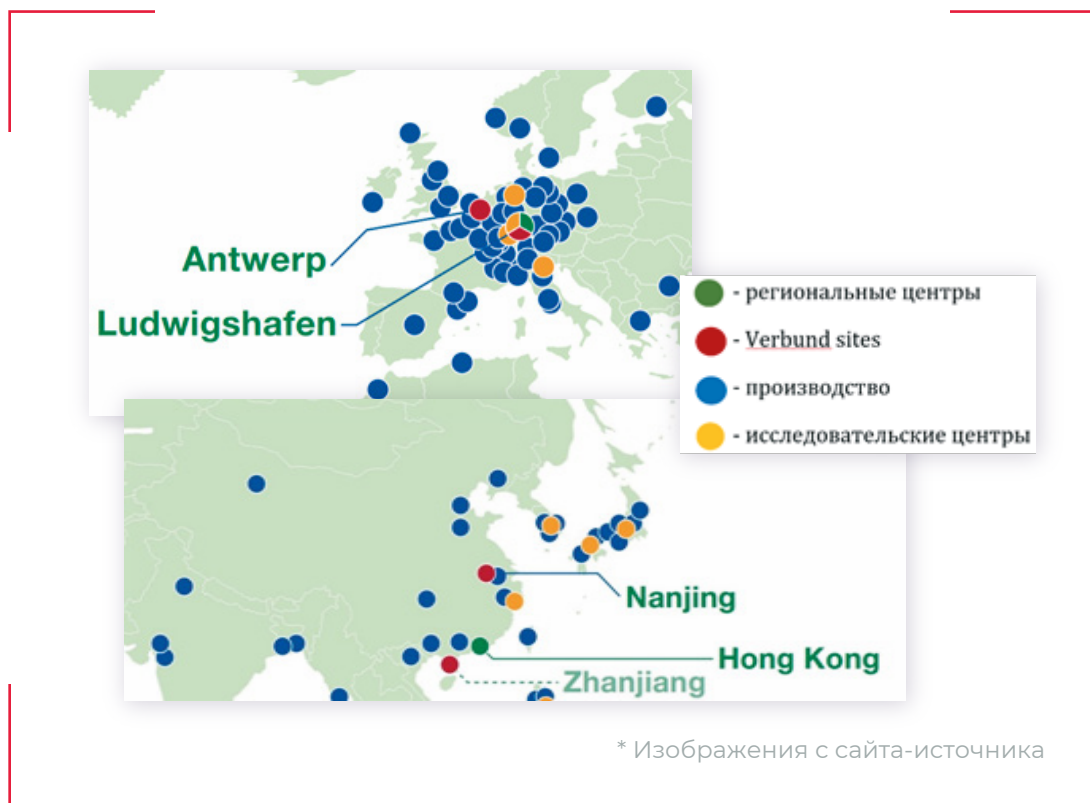 Antwerp
Ludwigshafen
- региональные центры
- Verbund sites
- производство
- исследовательские центры
Nanjing
Hong Kong
Zhanjiang
* Изображения с сайта-источника